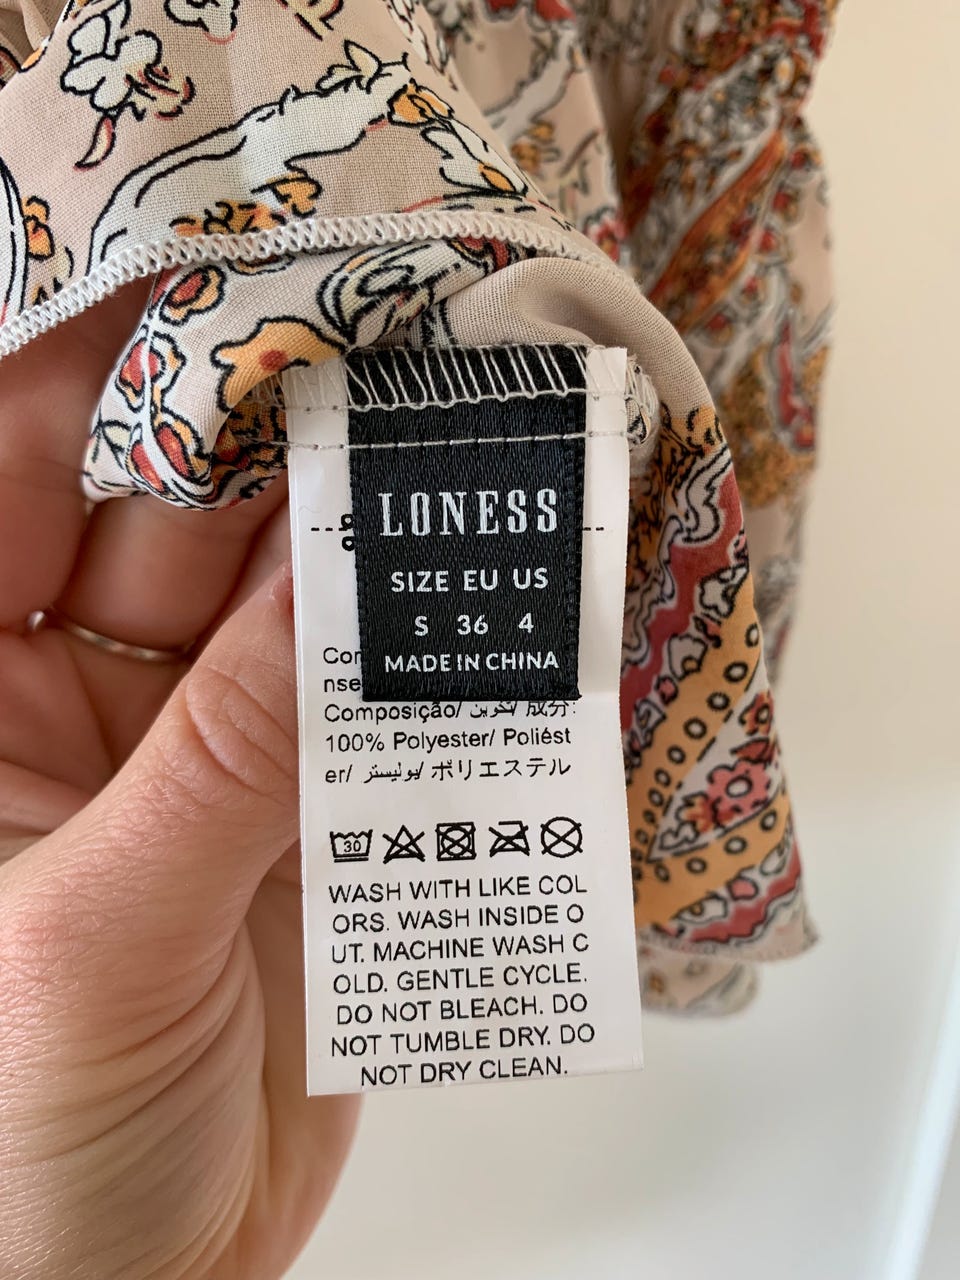 LONESS
SIZE EU US
S 36 4
MADE IN CHINA
Composição/ تكوين/ 成分:
100% Polyester/ Poliést
er/ بوليستر/ ポリエステル
30
WASH WITH LIKE COL
ORS. WASH INSIDE O
UT. MACHINE WASH C
OLD. GENTLE CYCLE.
DO NOT BLEACH. DO
NOT TUMBLE DRY. DO
NOT DRY CLEAN.